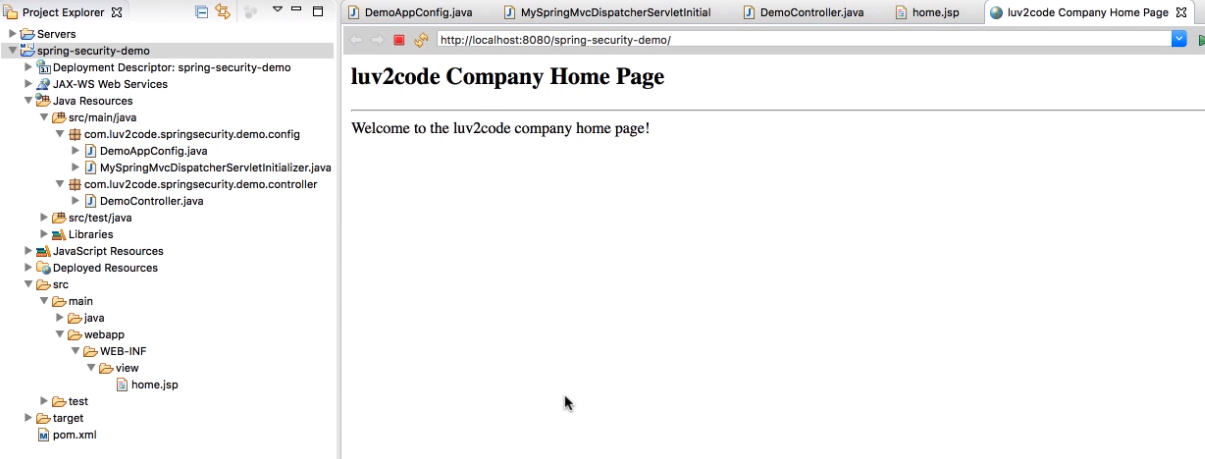 Project Explorer
Servers
spring-security-demo
Deployment Descriptor: spring-security-demo
JAX-WS Web Services
Java Resources
src/main/java
com.luv2code.springsecurity.demo.config
DemoAppConfig.java
MySpringMvcDispatcherServletInitializer.java
com.luv2code.springsecurity.demo.controller
DemoController.java
src/test/java
Libraries
JavaScript Resources
Deployed Resources
src
main
java
webapp
WEB-INF
view
home.jsp
test
target
pom.xml
DemoAppConfig.java MySpringMvcDispatcherServletInitial DemoController.java home.jsp luv2code Company Home Page
http://localhost:8080/spring-security-demo/
luv2code Company Home Page
Welcome to the luv2code company home page!